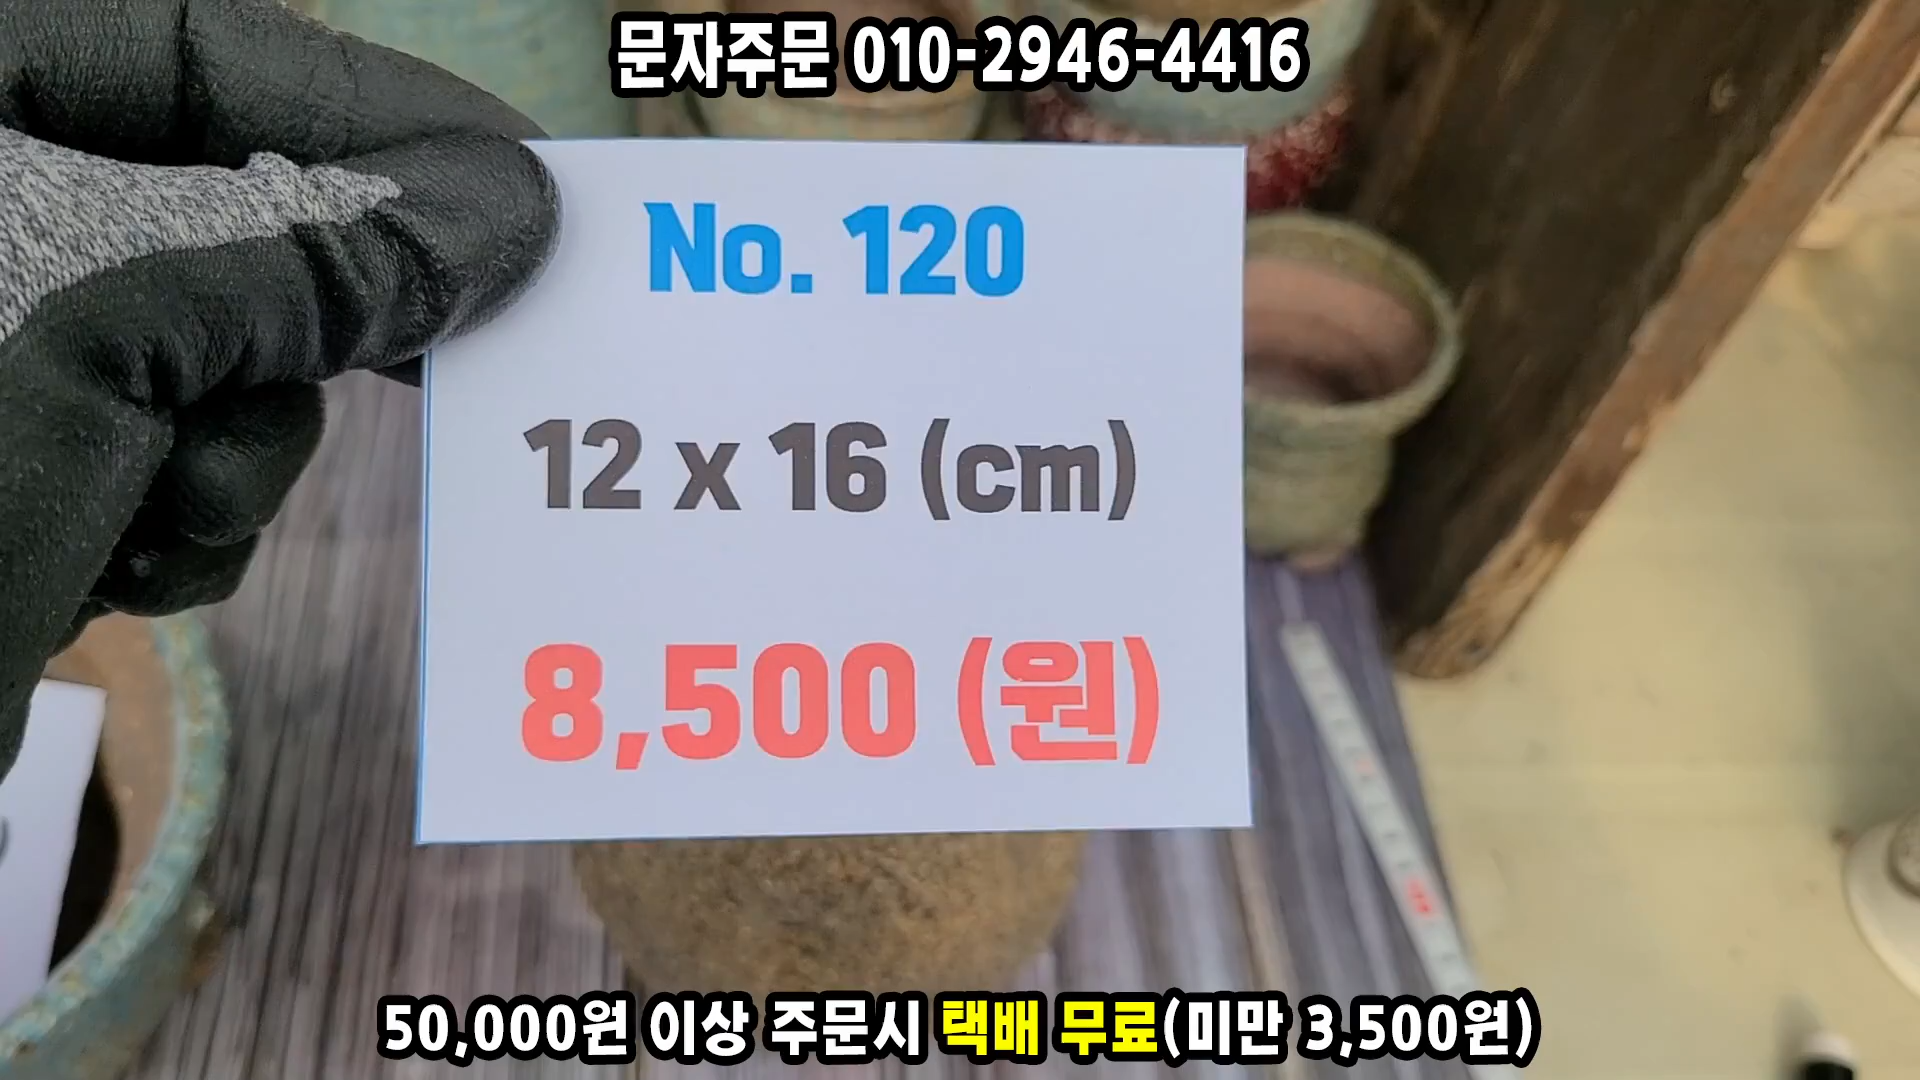 문자주문 010-2946-4416
No. 120
12 x 16 (cm)
8,500 (원)
50,000원 이상 주문시 택배 무료(미만 3,500원)